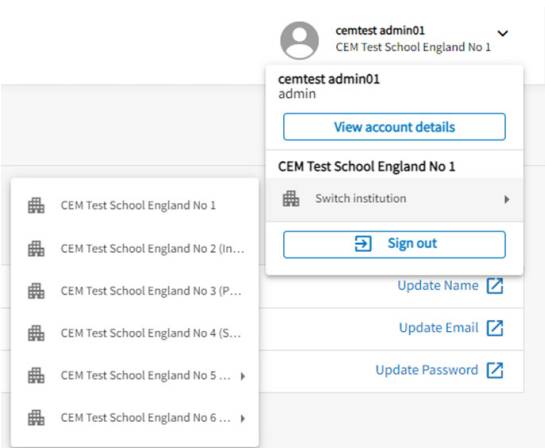 cemtest admin01
CEM Test School England No 1
cemtest admin01
admin
View account details
CEM Test School England No 1
Switch institution
Sign out
CEM Test School England No 1
CEM Test School England No 2 (In...
CEM Test School England No 3 (P...
CEM Test School England No 4 (S...
CEM Test School England No 5 ...
CEM Test School England No 6 ...
Update Name
Update Email
Update Password